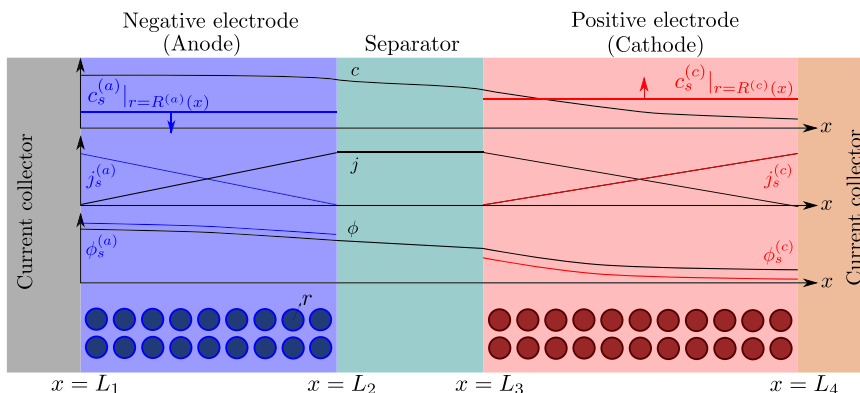 Negative electrode
(Anode)
Separator
Positive electrode
(Cathode)
Current collector
c
c_s^{(a)}|_{r=R^{(a)}(x)}
c_s^{(c)}|_{r=R^{(c)}(x)}
x
j_s^{(a)}
j
j_s^{(c)}
x
ϕ_s^{(a)}
ϕ
ϕ_s^{(c)}
x
r
x = L_1
x = L_2
x = L_3
x = L_4
Current collector